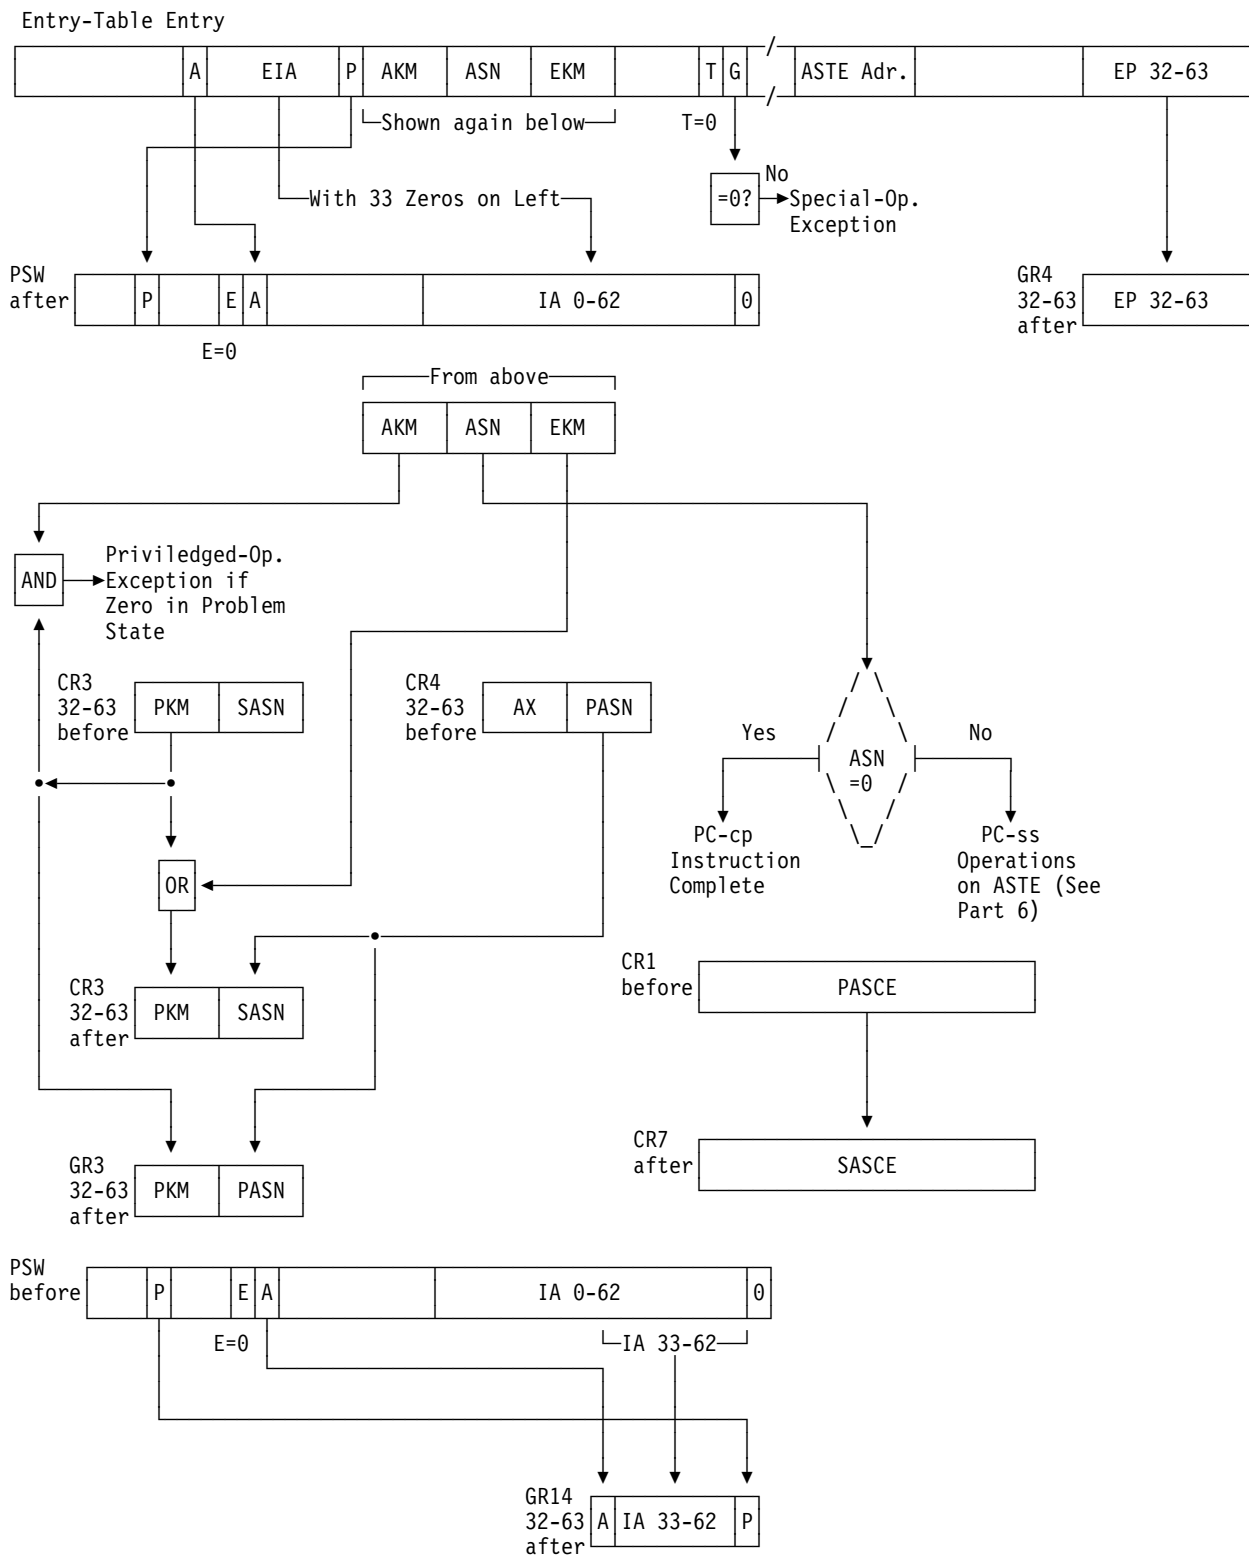 Entry-Table Entry
A EIA P AKM ASN EKM T G ASTE Adr. EP 32-63
Shown again below T=0
No
With 33 Zeros on Left =0? Special-Op.
Exception
PSW
after P E A IA 0-62 0
GR4
32-63
after EP 32-63
E=0
From above
AKM ASN EKM
AND
Priviledged-Op.
Exception if
Zero in Problem
State
CR3
32-63
before PKM SASN
CR4
32-63
before AX PASN
Yes No
ASN
=0
PC-cp
Instruction
Complete
PC-ss
Operations
on ASTE (See
Part 6)
OR
CR1
before PASCE
CR3
32-63
after PKM SASN
CR7
after SASCE
GR3
32-63
after PKM PASN
PSW
before P E A IA 0-62 0
E=0 IA 33-62
GR14
32-63
after A IA 33-62 P